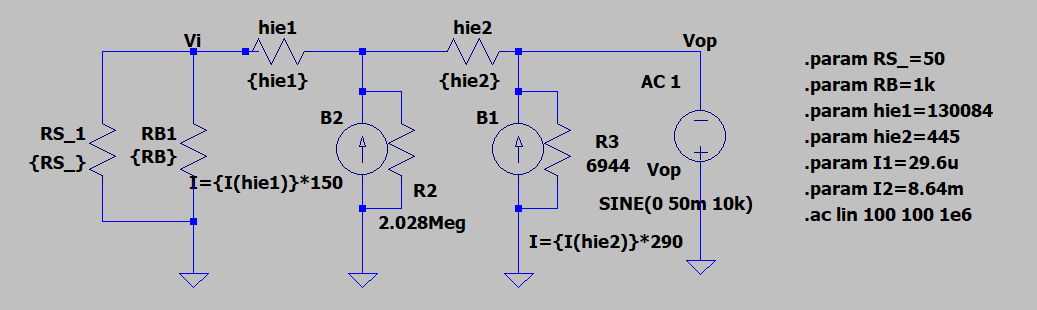 hie1
hie2
Vi
Vop
{hie1}
{hie2}
AC 1
.param RS_=50
.param RB=1k
.param hie1=130084
.param hie2=445
.param I1=29.6u
.param I2=8.64m
.ac lin 100 100 1e6
RS_1
{RS_}
RB1
{RB}
B2
I={I(hie1)}*150
R2
2.028Meg
B1
R3
6944
I={I(hie2)}*290
Vop
SINE(0 50m 10k)